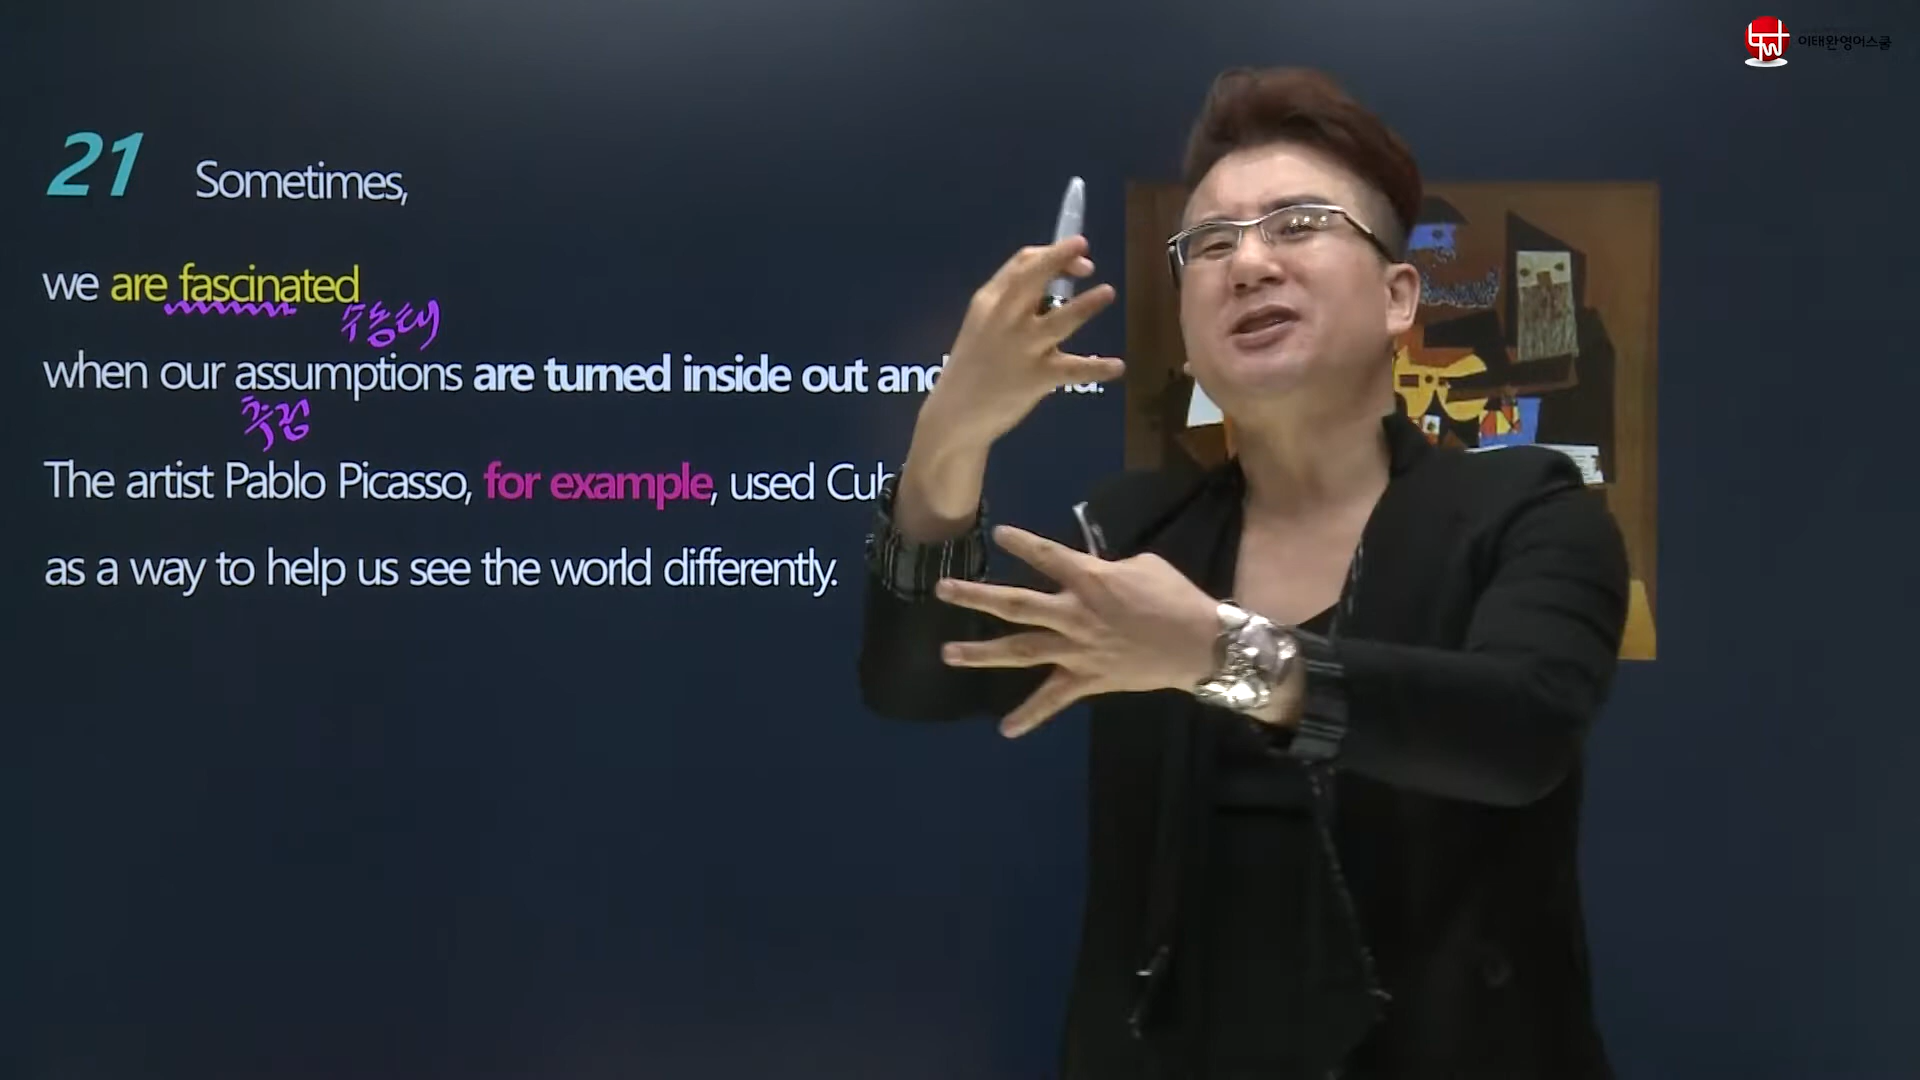 이태완영어스쿨
21 Sometimes,
we are fascinated
수동태
when our assumptions are turned inside out and
추정
The artist Pablo Picasso, for example, used
as a way to help us see the world differently.